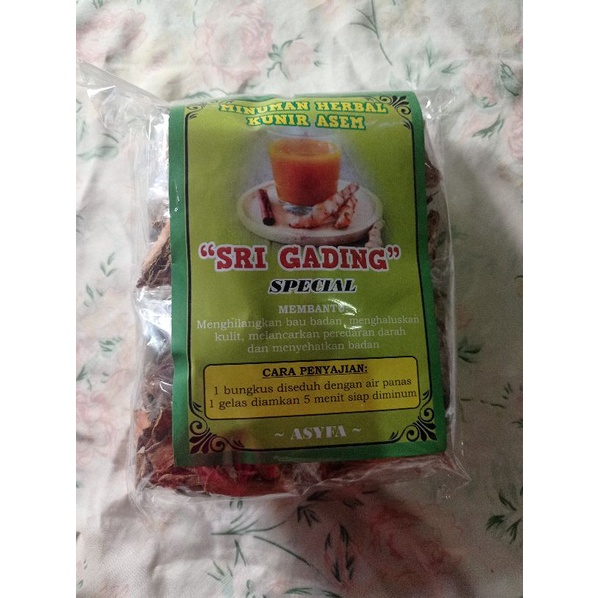 MINUMAN HERBAL
KUNIR ASEM
“SRI GADING”
SPECIAL
MEMBANTU:
Menghilangkan bau badan, menghaluskan
kulit, melancarkan peredaran darah
dan menyehatkan badan
CARA PENYAJIAN:
1 bungkus diseduh dengan air panas
1 gelas diamkan 5 menit siap diminum
~ ASYFA ~